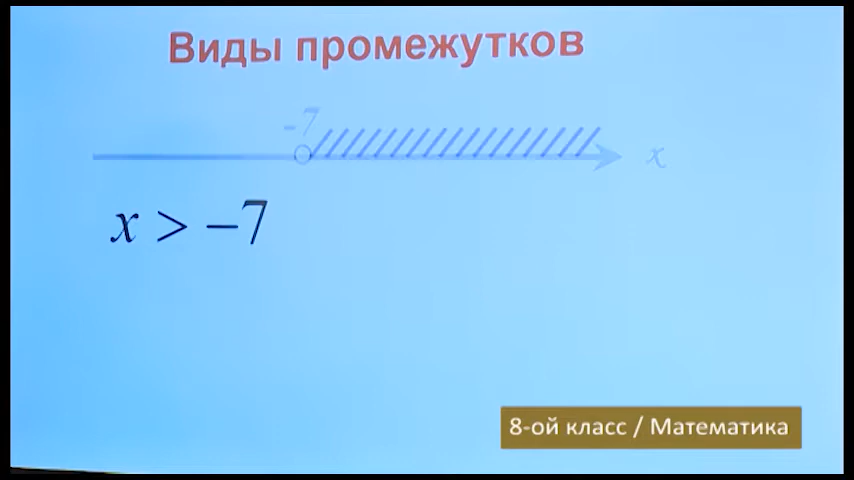 Виды промежутков
-7
x
x > −7
8-ой класс / Математика